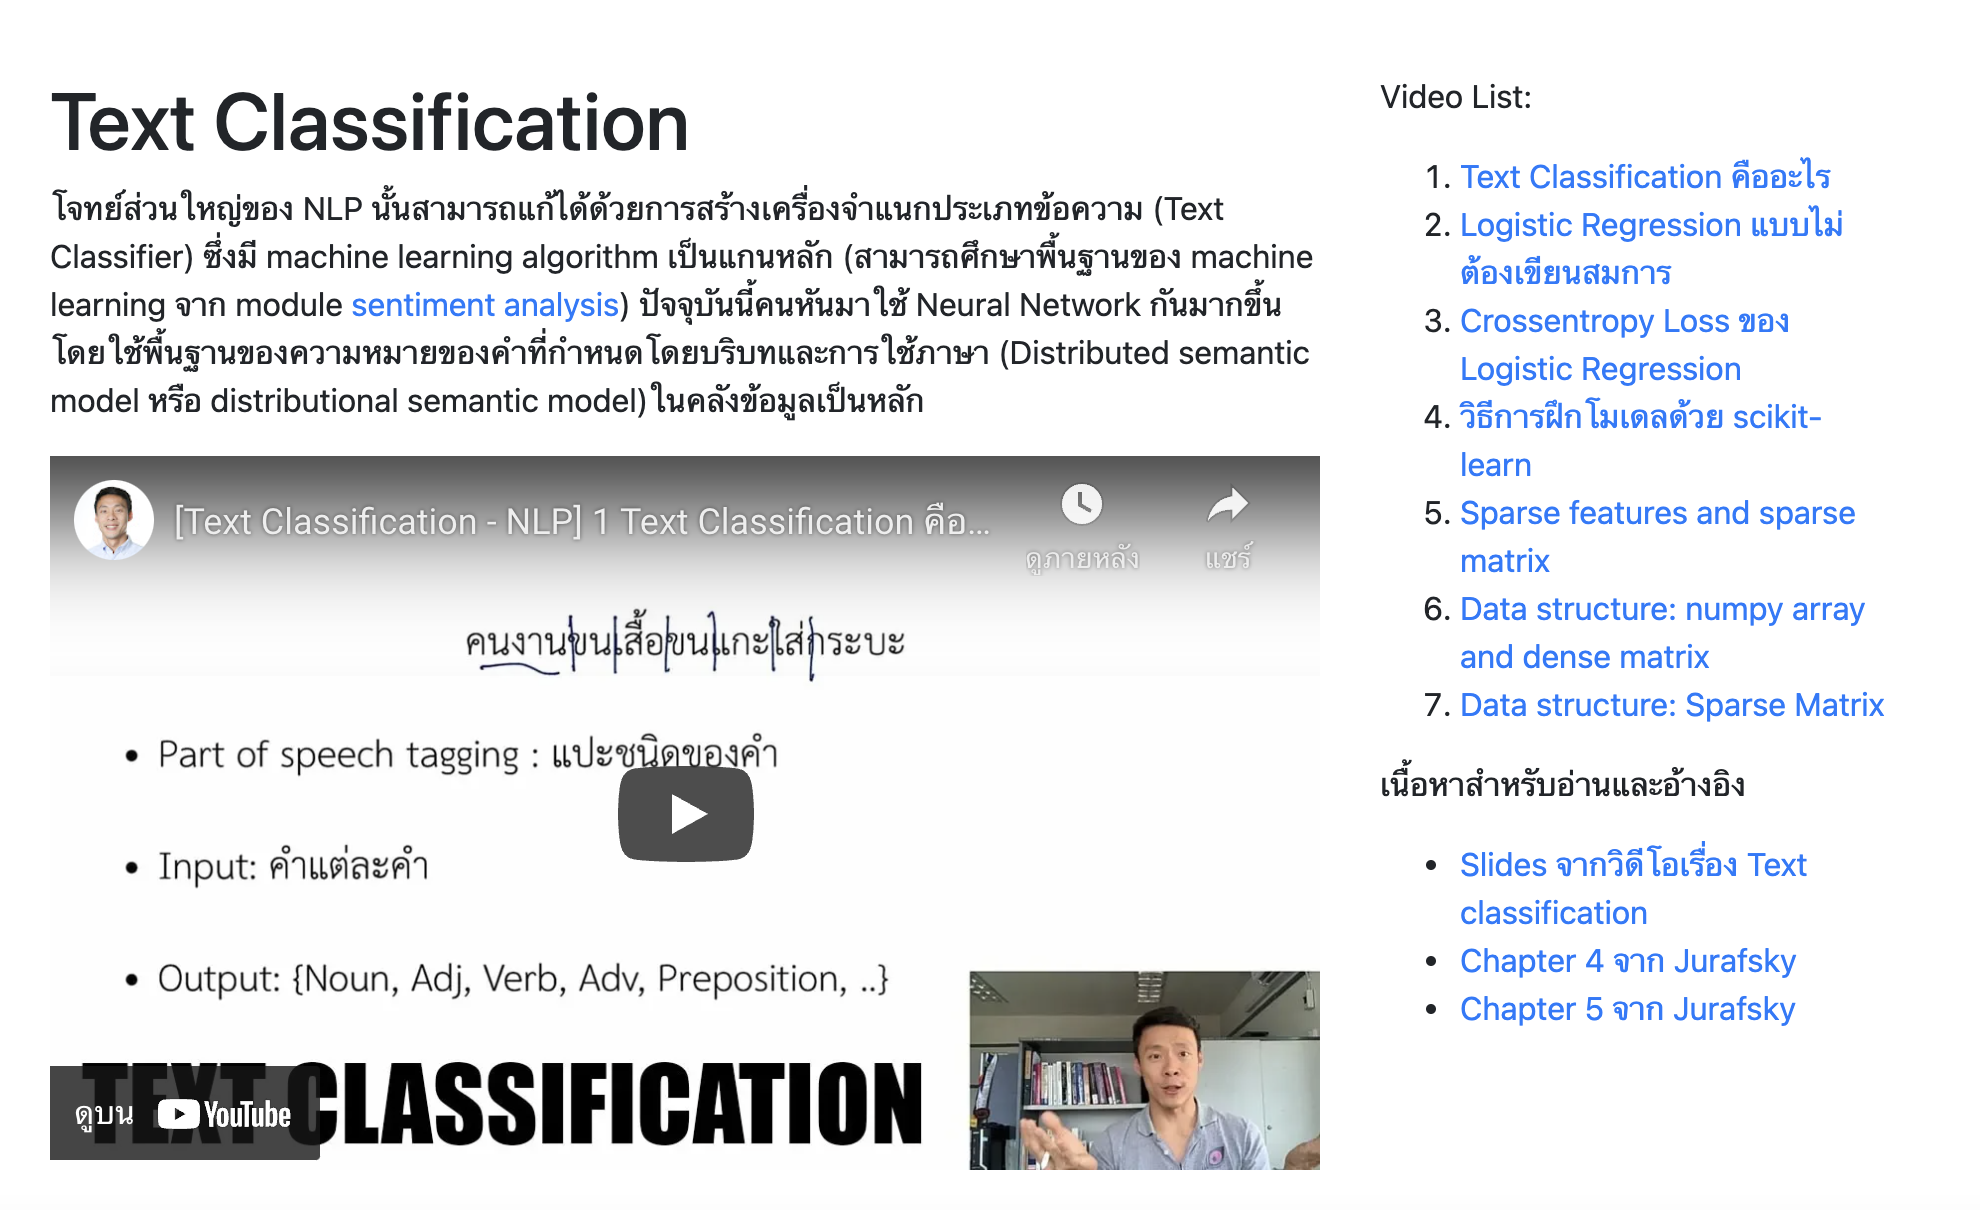 Text Classification
โจทย์ส่วนใหญ่ของ NLP นั้นสามารถแก้ได้ด้วยการสร้างเครื่องจำแนกประเภทข้อความ (Text
Classifier) ซึ่งมี machine learning algorithm เป็นแกนหลัก (สามารถศึกษาพื้นฐานของ machine
learning จาก module sentiment analysis) ปัจจุบันนี้คนหันมาใช้ Neural Network กันมากขึ้น
โดยใช้พื้นฐานของความหมายของคำที่กำหนดโดยบริบทและการใช้ภาษา (Distributed semantic
model หรือ distributional semantic model)ในคลังข้อมูลเป็นหลัก
[Text Classification - NLP] 1 Text Classification คือ...
ดูภายหลัง
แชร์
คนงานขนเสื้อขนแกะใส่กระบะ
• Part of speech tagging : แปะชนิดของคำ
• Input: คำแต่ละคำ
• Output: {Noun, Adj, Verb, Adv, Preposition, ..}
TEXT CLASSIFICATION
ดูบน YouTube
Video List:
1. Text Classification คืออะไร
2. Logistic Regression แบบไม่
ต้องเขียนสมการ
3. Crossentropy Loss ของ
Logistic Regression
4. วิธีการฝึกโมเดลด้วย scikit-
learn
5. Sparse features and sparse
matrix
6. Data structure: numpy array
and dense matrix
7. Data structure: Sparse Matrix
เนื้อหาสำหรับอ่านและอ้างอิง
• Slides จากวิดีโอเรื่อง Text
classification
• Chapter 4 จาก Jurafsky
• Chapter 5 จาก Jurafsky